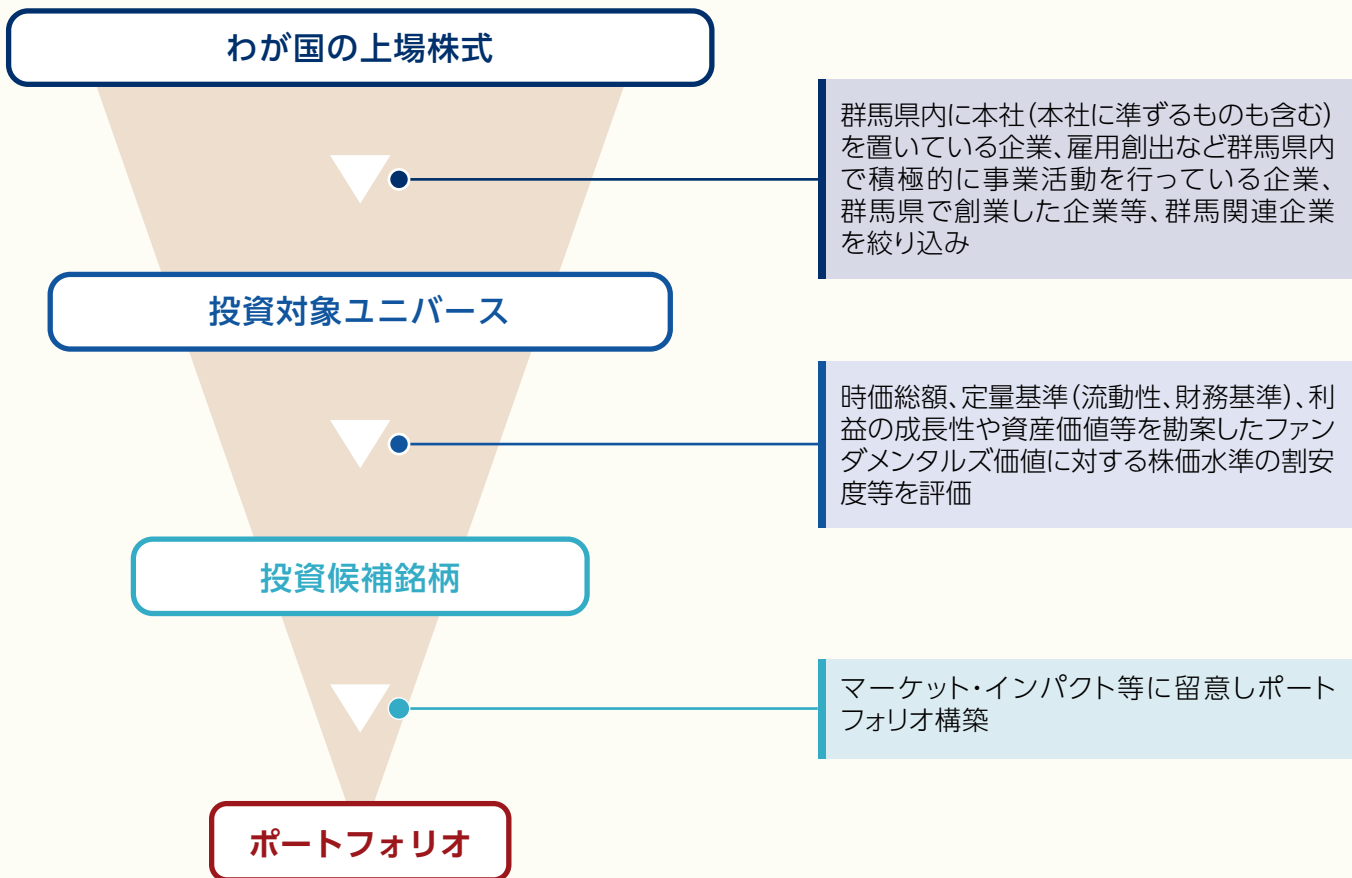 わが国の上場株式
群馬県内に本社(本社に準ずるものも含む)
を置いている企業、雇用創出など群馬県内
で積極的に事業活動を行っている企業、
群馬県で創業した企業等、群馬関連企業
を絞り込み
投資対象ユニバース
時価総額、定量基準(流動性、財務基準)、利
益の成長性や資産価値等を勘案したファン
ダメンタルズ価値に対する株価水準の割安
度等を評価
投資候補銘柄
マーケット・インパクト等に留意しポート
フォリオ構築
ポートフォリオ